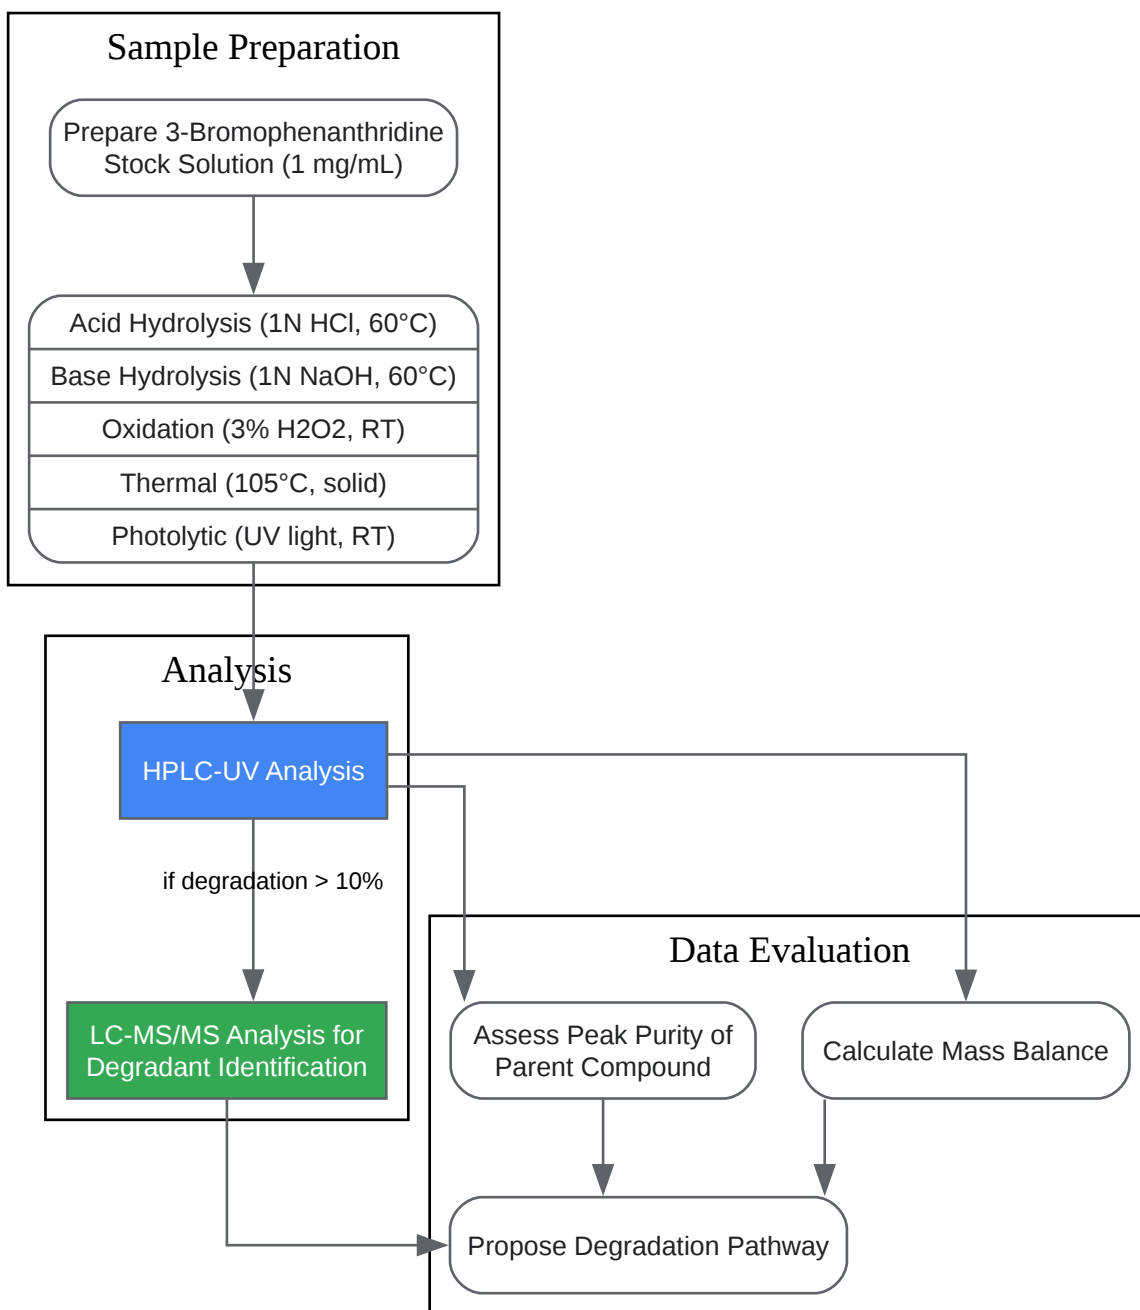 Sample Preparation
Prepare 3-Bromophenanthridine
Stock Solution (1 mg/mL)
Acid Hydrolysis (1N HCl, 60°C)
Base Hydrolysis (1N NaOH, 60°C)
Oxidation (3% H2O2, RT)
Thermal (105°C, solid)
Photolytic (UV light, RT)
Analysis
HPLC-UV Analysis
if degradation > 10%
LC-MS/MS Analysis for
Degradant Identification
Data Evaluation
Assess Peak Purity of
Parent Compound
Calculate Mass Balance
Propose Degradation Pathway